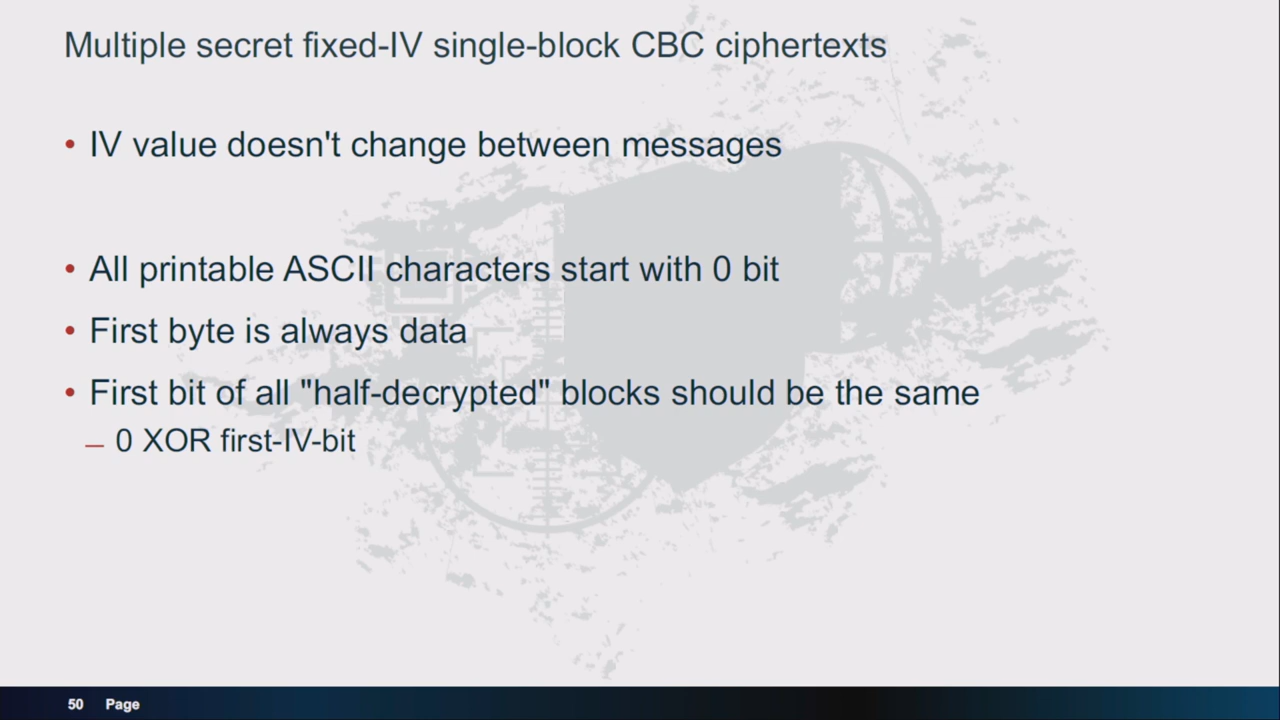 Multiple secret fixed-IV single-block CBC ciphertexts
• IV value doesn't change between messages
• All printable ASCII characters start with 0 bit
• First byte is always data
• First bit of all "half-decrypted" blocks should be the same
– 0 XOR first-IV-bit
50 Page